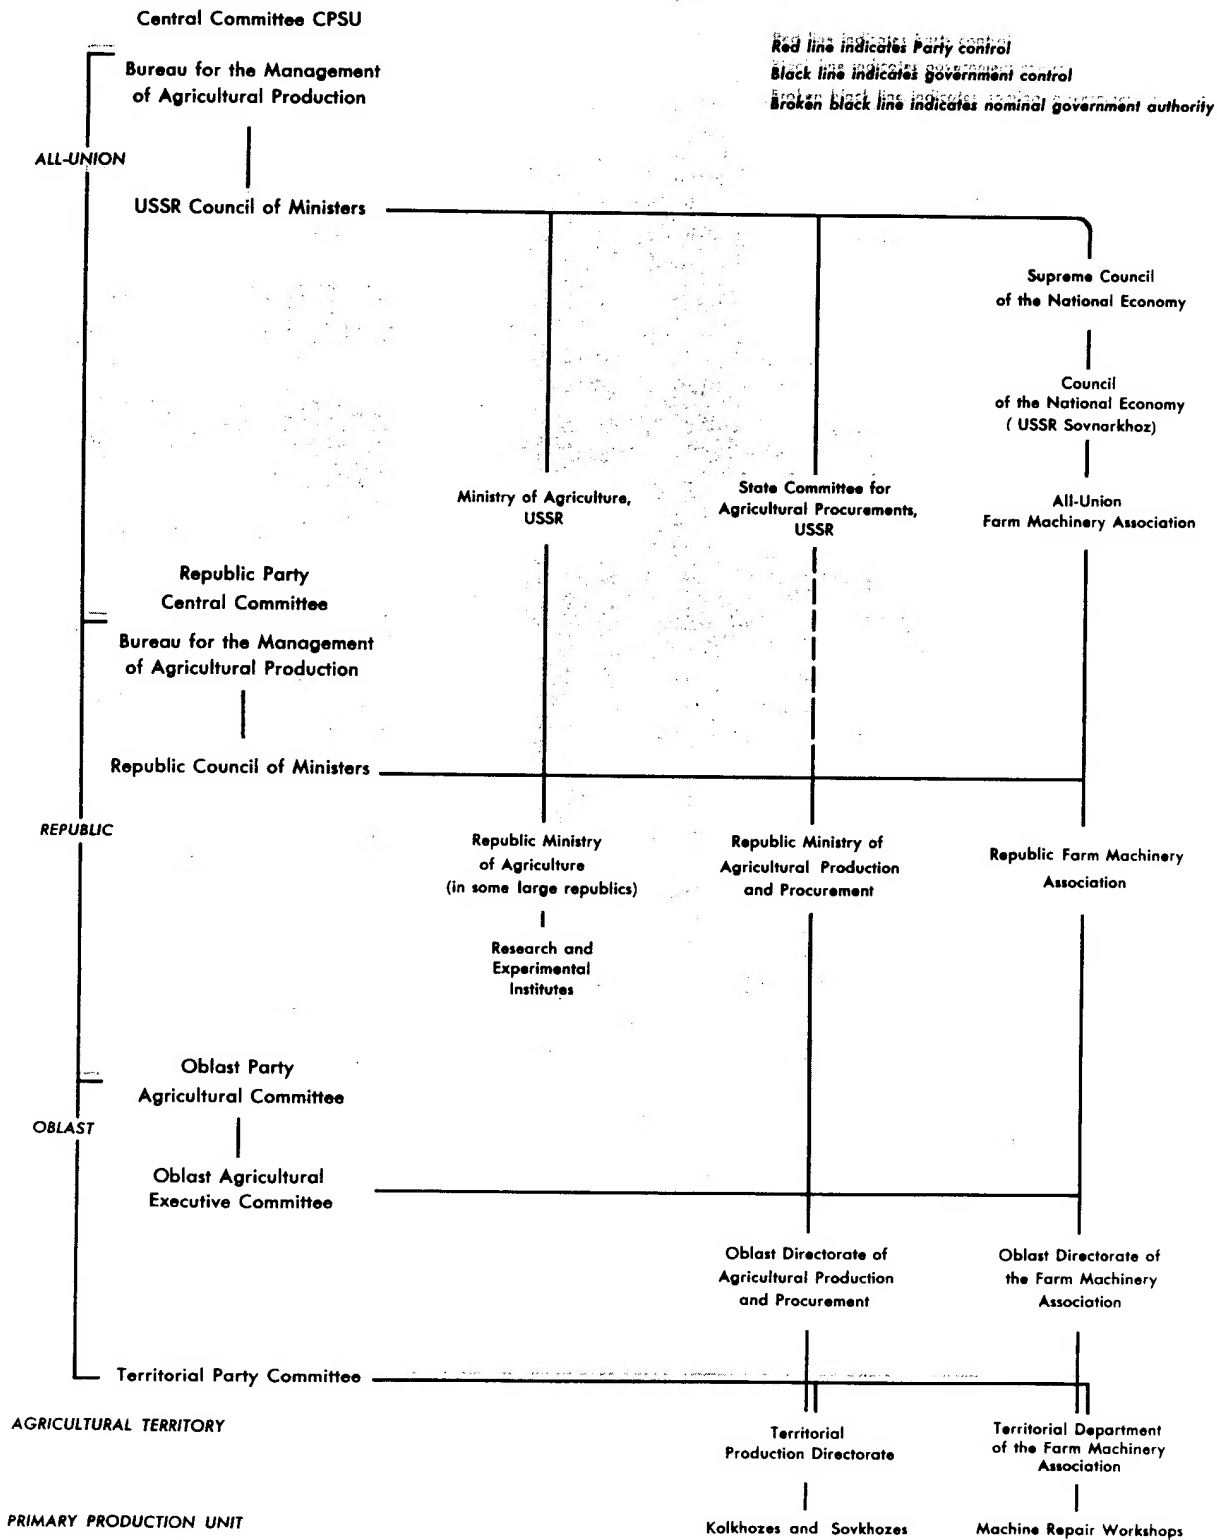 Central Committee CPSU
Red line indicates Party control
Black line indicates government control
Broken black line indicates nominal government authority
Bureau for the Management
of Agricultural Production
ALL-UNION
USSR Council of Ministers
Supreme Council
of the National Economy
Council
of the National Economy
( USSR Sovnarkhoz)
Ministry of Agriculture,
USSR
State Committee for
Agricultural Procurements,
USSR
All-Union
Farm Machinery Association
Republic Party
Central Committee
Bureau for the Management
of Agricultural Production
Republic Council of Ministers
REPUBLIC
Republic Ministry
of Agriculture
(in some large republics)
Republic Ministry of
Agricultural Production
and Procurement
Republic Farm Machinery
Association
Research and
Experimental
Institutes
Oblast Party
Agricultural Committee
OBLAST
Oblast Agricultural
Executive Committee
Oblast Directorate of
Agricultural Production
and Procurement
Oblast Directorate of
the Farm Machinery
Association
Territorial Party Committee
AGRICULTURAL TERRITORY
Territorial
Production Directorate
Territorial Department
of the Farm Machinery
Association
PRIMARY PRODUCTION UNIT
Kolkhozes and Sovkhozes
Machine Repair Workshops